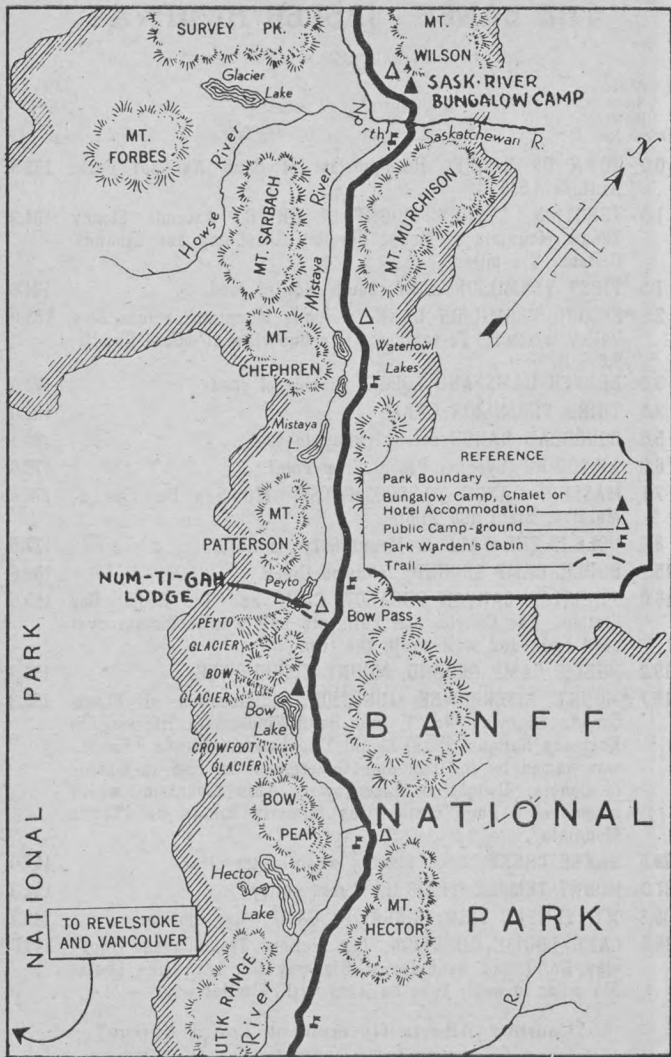 SURVEY PK.
MT.
WILSON
Glacier
Lake
SASK-RIVER
BUNGALOW CAMP
North
Saskatchewan R.
MT.
FORBES
Howse River
MT. SARBACH
Mistaya River
MT. MURCHISON
N
MT.
CHEPHREN
Waterfowl
Lakes
Mistaya
L.
REFERENCE
Park Boundary
Bungalow Camp, Chalet or
Hotel Accommodation
Public Camp-ground
Park Warden's Cabin
Trail
MT.
PATTERSON
NUM-TI-GAH
LODGE
Peyto
L.
PEYTO
GLACIER
Bow Pass
BOW
GLACIER
Bow
Lake
BANFF
CROWFOOT
GLACIER
BOW
PEAK
NATIONAL
Hector
Lake
MT.
HECTOR
PARK
NATIONAL PARK
TO REVELSTOKE
AND VANCOUVER
UTIK RANGE
River
R.